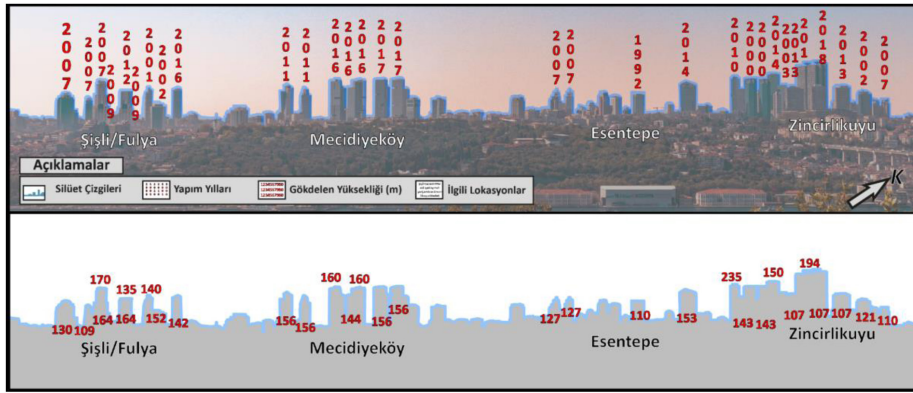 2007
2007
2007
2009
2012
2009
2001
2002
2016
2011
2011
2016
2016
2016
2017
2017
2007
2007
1992
2014
2010
2000
2000
2014
2003
2013
2018
2013
2002
2007
Şişli/Fulya
Mecidiyeköy
Esentepe
Zincirlikuyu
Açıklamalar
Silüet Çizgileri
Yapım Yılları
Gökdelen Yüksekliği (m)
İlgili Lokasyonlar
K
170 135 140 160 160 235 150 194
130 109 164 164 152 142 156 156 144 156 156 127 127 110 153 143 143 107 107 107 121 110
Şişli/Fulya
Mecidiyeköy
Esentepe
Zincirlikuyu